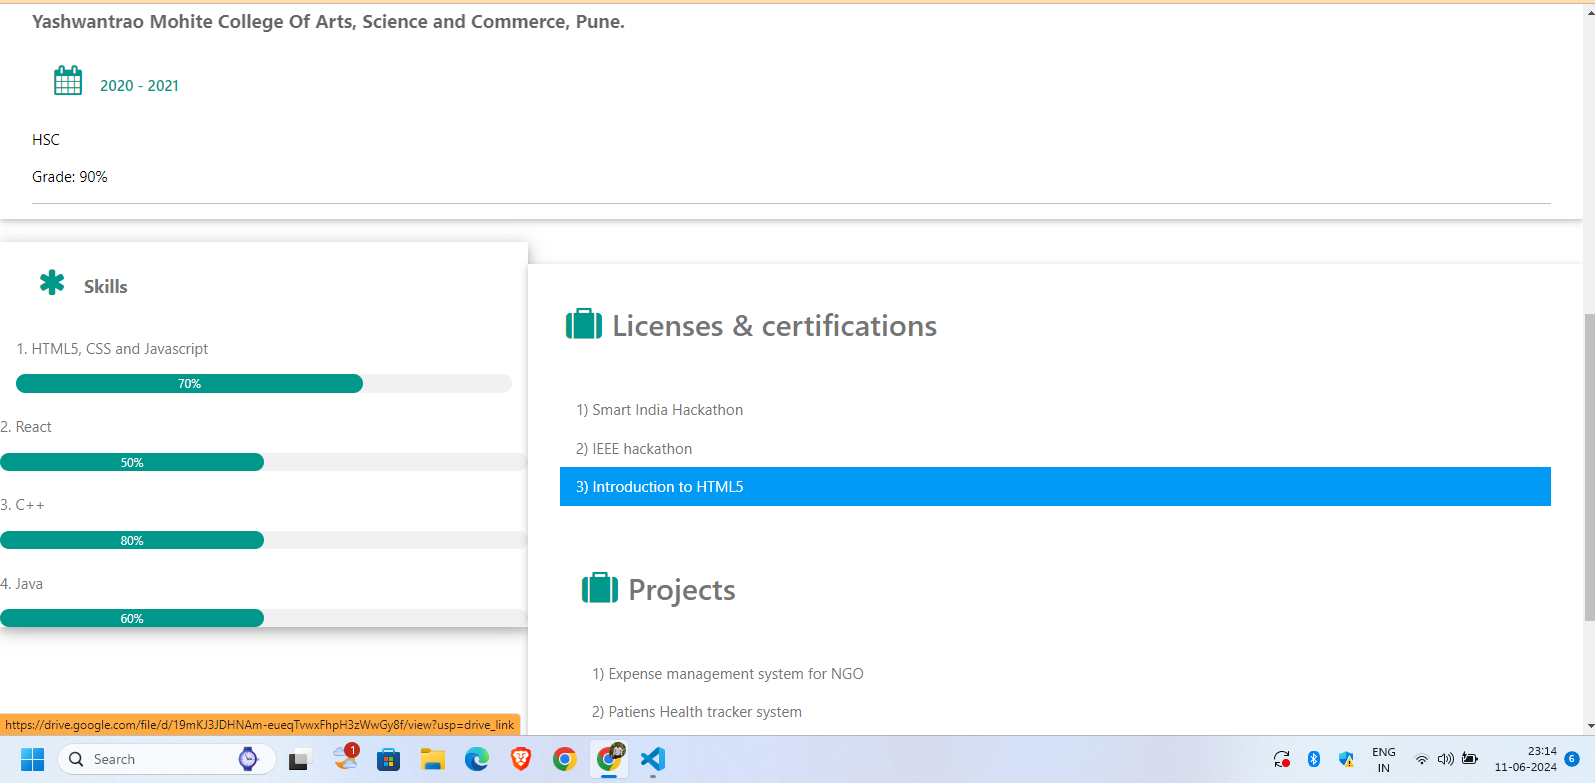 Yashwantrao Mohite College Of Arts, Science and Commerce, Pune.
2020 - 2021
HSC
Grade: 90%
Skills
1. HTML5, CSS and Javascript
70%
2. React
50%
3. C++
80%
4. Java
60%
Licenses & certifications
1) Smart India Hackathon
2) IEEE hackathon
3) Introduction to HTML5
Projects
1) Expense management system for NGO
2) Patiens Health tracker system
https://drive.google.com/file/d/19mKJ3JDHNAm-eueqTvwxFhpH3zWwGy8f/view?usp=drive_link
Search
1
ENG
IN
23:14
11-06-2024
6